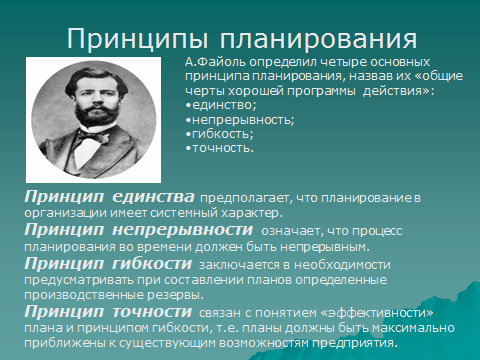 Принципы планирования
А.Файоль определил четыре основных
принципа планирования, назвав их «общие
черты хорошей программы действия»:
•единство;
•непрерывность;
•гибкость;
•точность.
Принцип единства предполагает, что планирование в
организации имеет системный характер.
Принцип непрерывности означает, что процесс
планирования во времени должен быть непрерывным.
Принцип гибкости заключается в необходимости
предусматривать при составлении планов определенные
производственные резервы.
Принцип точности связан с понятием «эффективности»
плана и принципом гибкости, т.е. планы должны быть максимально
приближены к существующим возможностям предприятия.